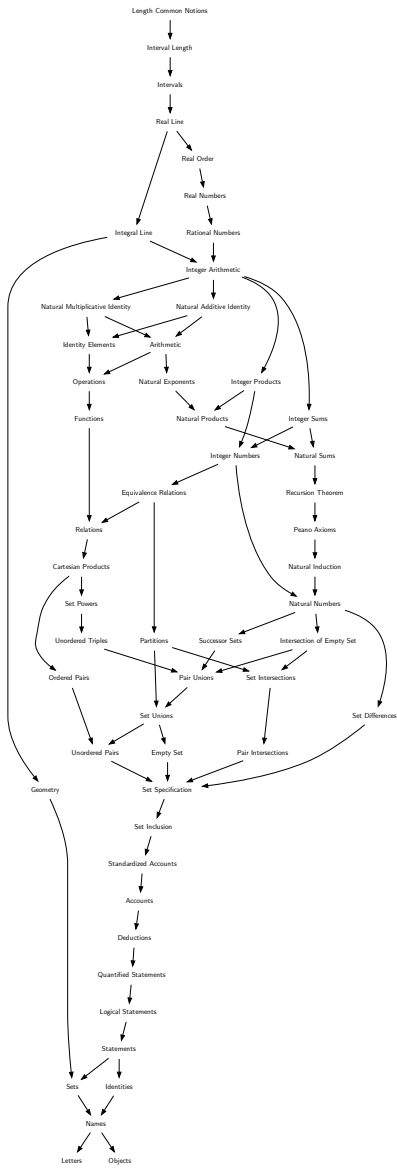 Length Common Notions
Interval Length
Intervals
Real Line
Real Order
Real Numbers
Integral Line
Rational Numbers
Integer Arithmetic
Natural Multiplicative Identity
Natural Additive Identity
Identity Elements
Arithmetic
Operations
Natural Exponents
Integer Products
Functions
Natural Products
Integer Sums
Integer Numbers
Natural Sums
Equivalence Relations
Recursion Theorem
Relations
Peano Axioms
Cartesian Products
Natural Induction
Set Powers
Natural Numbers
Unordered Triples
Partitions
Successor Sets
Intersection of Empty Set
Ordered Pairs
Pair Unions
Set Intersections
Set Unions
Set Differences
Unordered Pairs
Empty Set
Pair Intersections
Geometry
Set Specification
Set Inclusion
Standardized Accounts
Accounts
Deductions
Quantified Statements
Logical Statements
Statements
Sets
Identities
Names
Letters
Objects